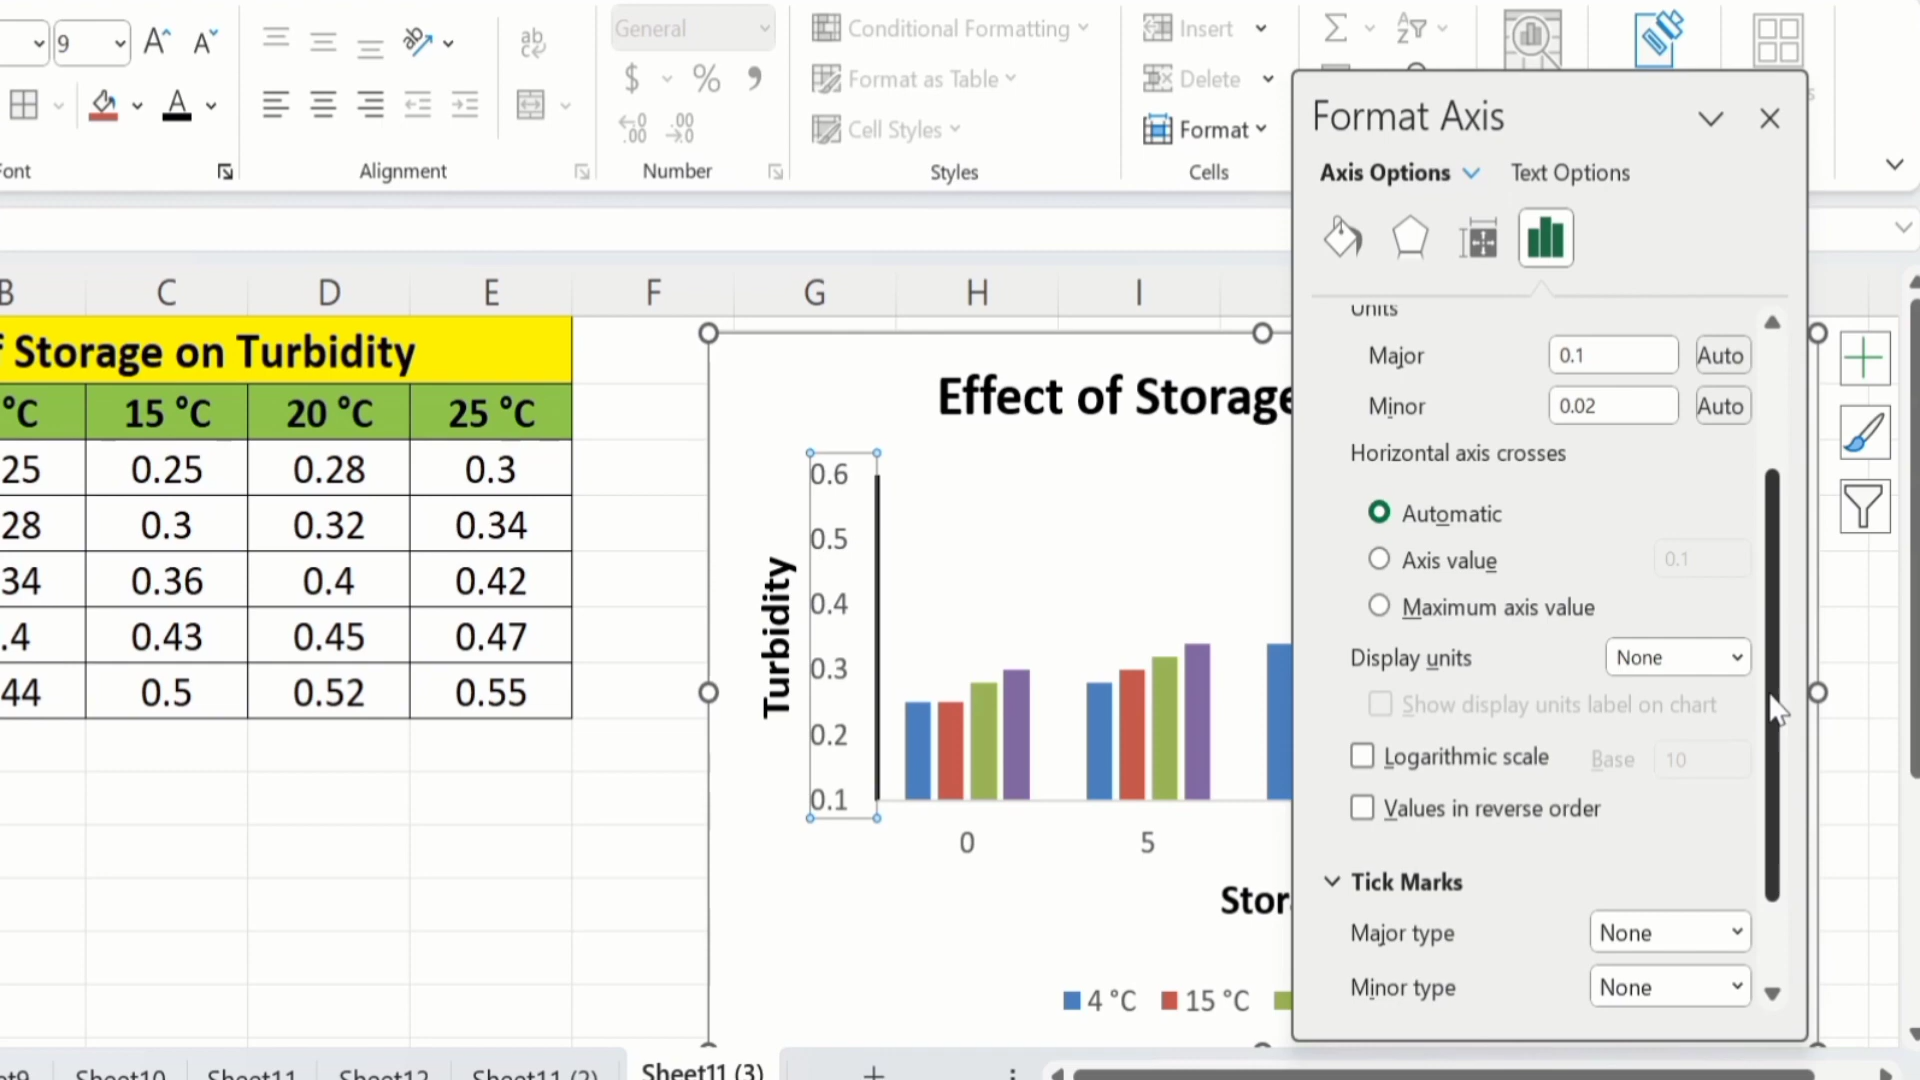 9
General
Conditional Formatting
Insert
Format as Table
Delete
Cell Styles
Format
Alignment
Number
Styles
Cells
Format Axis
Axis Options
Text Options
C D E F G H I
Storage on Turbidity
°C 15 °C 20 °C 25 °C
25 0.25 0.28 0.3
28 0.3 0.32 0.34
34 0.36 0.4 0.42
.4 0.43 0.45 0.47
44 0.5 0.52 0.55
Effect of Storage
Turbidity
0.6
0.5
0.4
0.3
0.2
0.1
0 5
Stor
4 °C 15 °C
Units
Major 0.1 Auto
Minor 0.02 Auto
Horizontal axis crosses
Automatic
Axis value 0.1
Maximum axis value
Display units None
Show display units label on chart
Logarithmic scale Base 10
Values in reverse order
Tick Marks
Major type None
Minor type None
Sheet10 Sheet11 Sheet12 Sheet11 (2) Sheet11 (3)